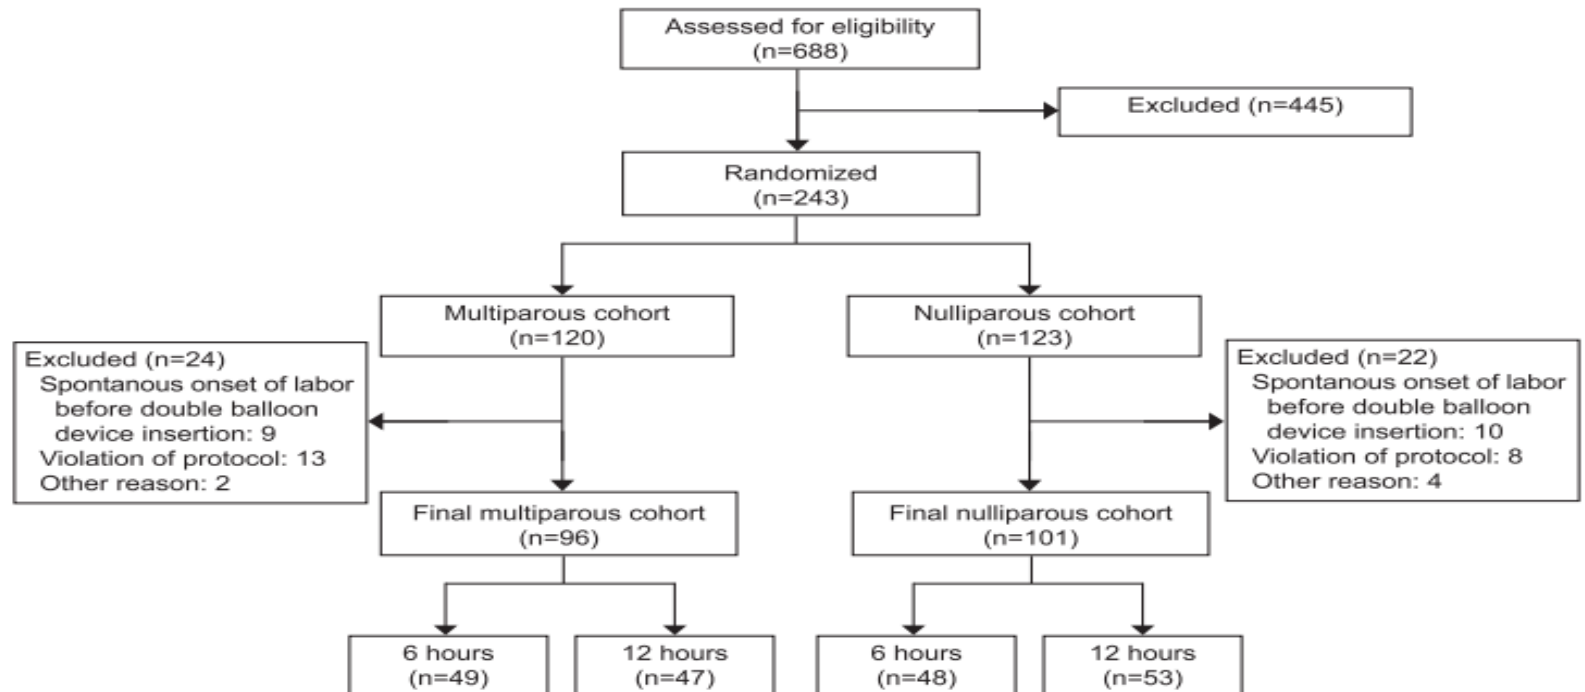 Assessed for eligibility
(n=688)
Excluded (n=445)
Randomized
(n=243)
Multiparous cohort
(n=120)
Nulliparous cohort
(n=123)
Excluded (n=24)
Spontanous onset of labor
before double balloon
device insertion: 9
Violation of protocol: 13
Other reason: 2
Excluded (n=22)
Spontanous onset of labor
before double balloon
device insertion: 10
Violation of protocol: 8
Other reason: 4
Final multiparous cohort
(n=96)
Final nulliparous cohort
(n=101)
6 hours
(n=49)
12 hours
(n=47)
6 hours
(n=48)
12 hours
(n=53)